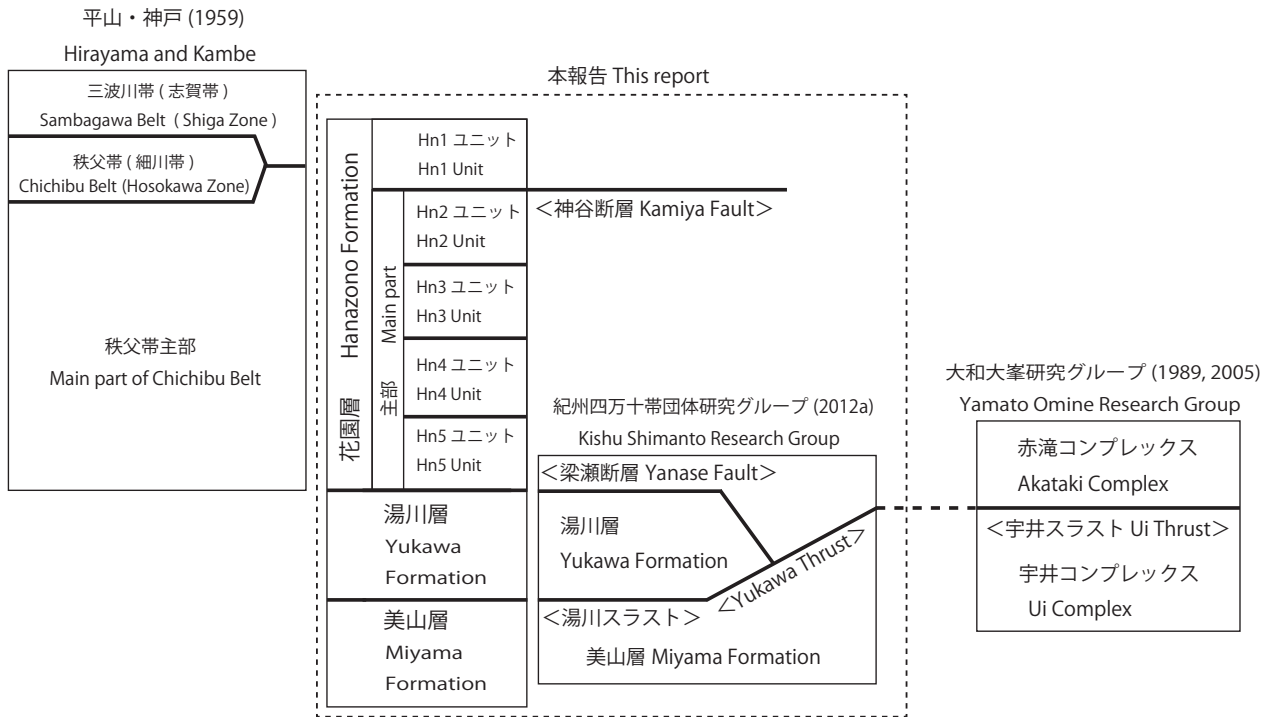 平山・神戸 (1959)
Hirayama and Kambe
三波川帯 ( 志賀帯 )
Sambagawa Belt ( Shiga Zone )
秩父帯 ( 細川帯 )
Chichibu Belt (Hosokawa Zone)
秩父帯主部
Main part of Chichibu Belt
本報告 This report
花園層 Hanazono Formation
主部 Main part
Hn1 ユニット
Hn1 Unit
Hn2 ユニット
Hn2 Unit
Hn3 ユニット
Hn3 Unit
Hn4 ユニット
Hn4 Unit
Hn5 ユニット
Hn5 Unit
湯川層
Yukawa
Formation
美山層
Miyama
Formation
＜神谷断層 Kamiya Fault＞
紀州四万十帯団体研究グループ (2012a)
Kishu Shimanto Research Group
＜梁瀬断層 Yanase Fault＞
湯川層
Yukawa Formation
＜Yukawa Thrust＞
＜湯川スラスト＞
美山層 Miyama Formation
大和大峯研究グループ (1989, 2005)
Yamato Omine Research Group
赤滝コンプレックス
Akataki Complex
＜宇井スラスト Ui Thrust＞
宇井コンプレックス
Ui Complex